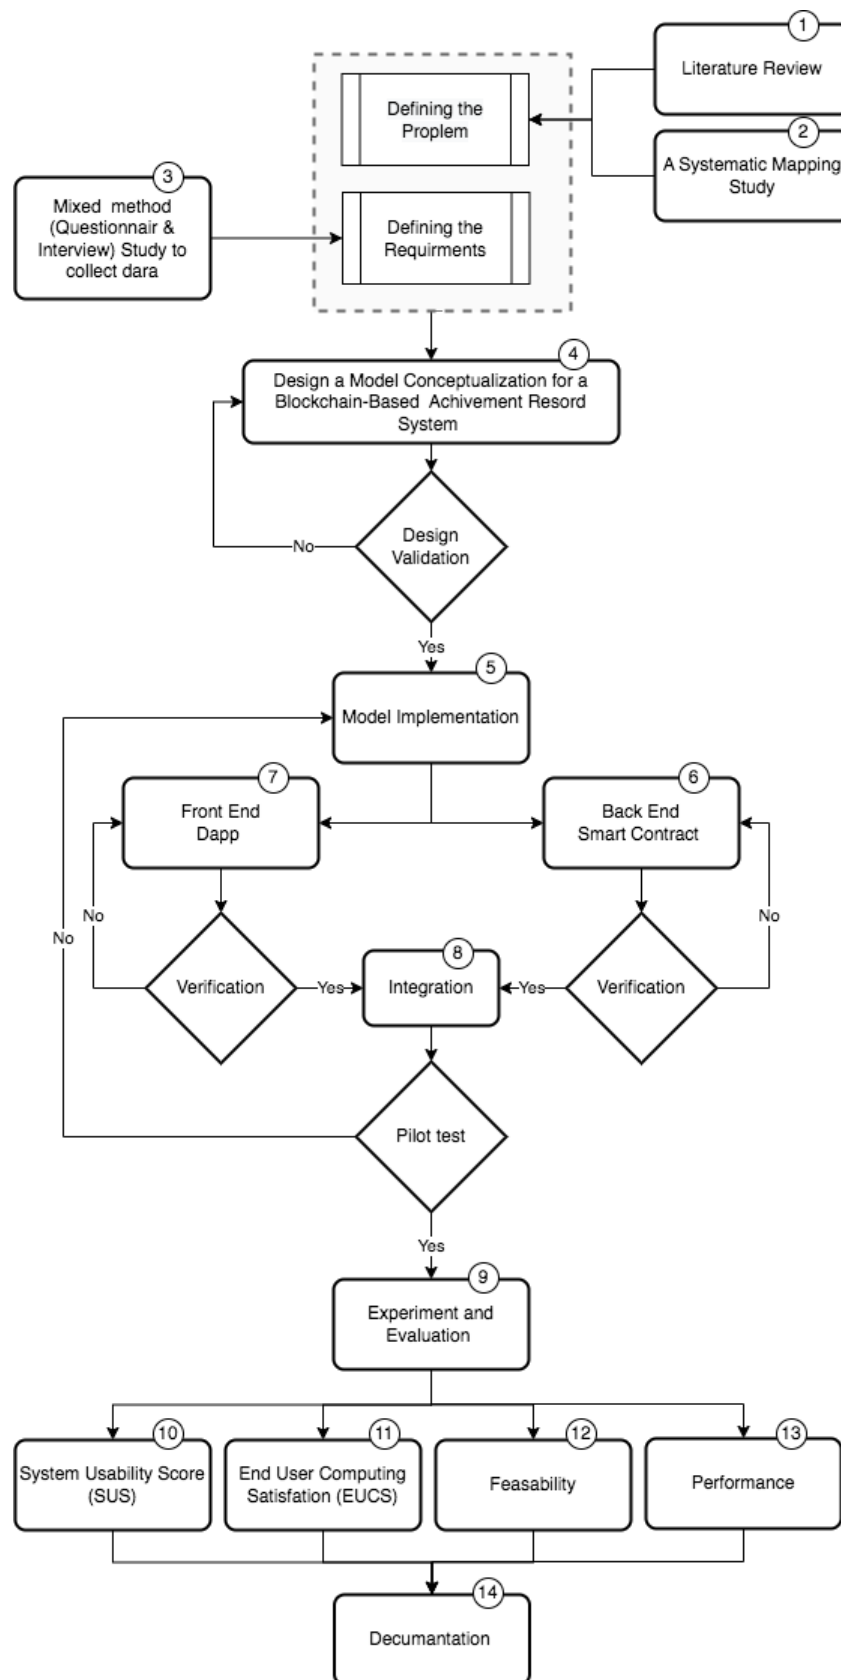 1
Literature Review
2
A Systematic Mapping
Study
Defining the
Proplem
3
Mixed method
(Questionnair &
Interview) Study to
collect dara
Defining the
Requirments
4
Design a Model Conceptualization for a
Blockchain-Based Achivement Resord
System
Design
Validation
No
Yes
5
Model Implementation
7
Front End
Dapp
6
Back End
Smart Contract
No
No
No
Verification
Yes
8
Integration
Yes
Verification
Pilot test
Yes
9
Experiment and
Evaluation
10
System Usability Score
(SUS)
11
End User Computing
Satisfation (EUCS)
12
Feasability
13
Performance
14
Decumantation